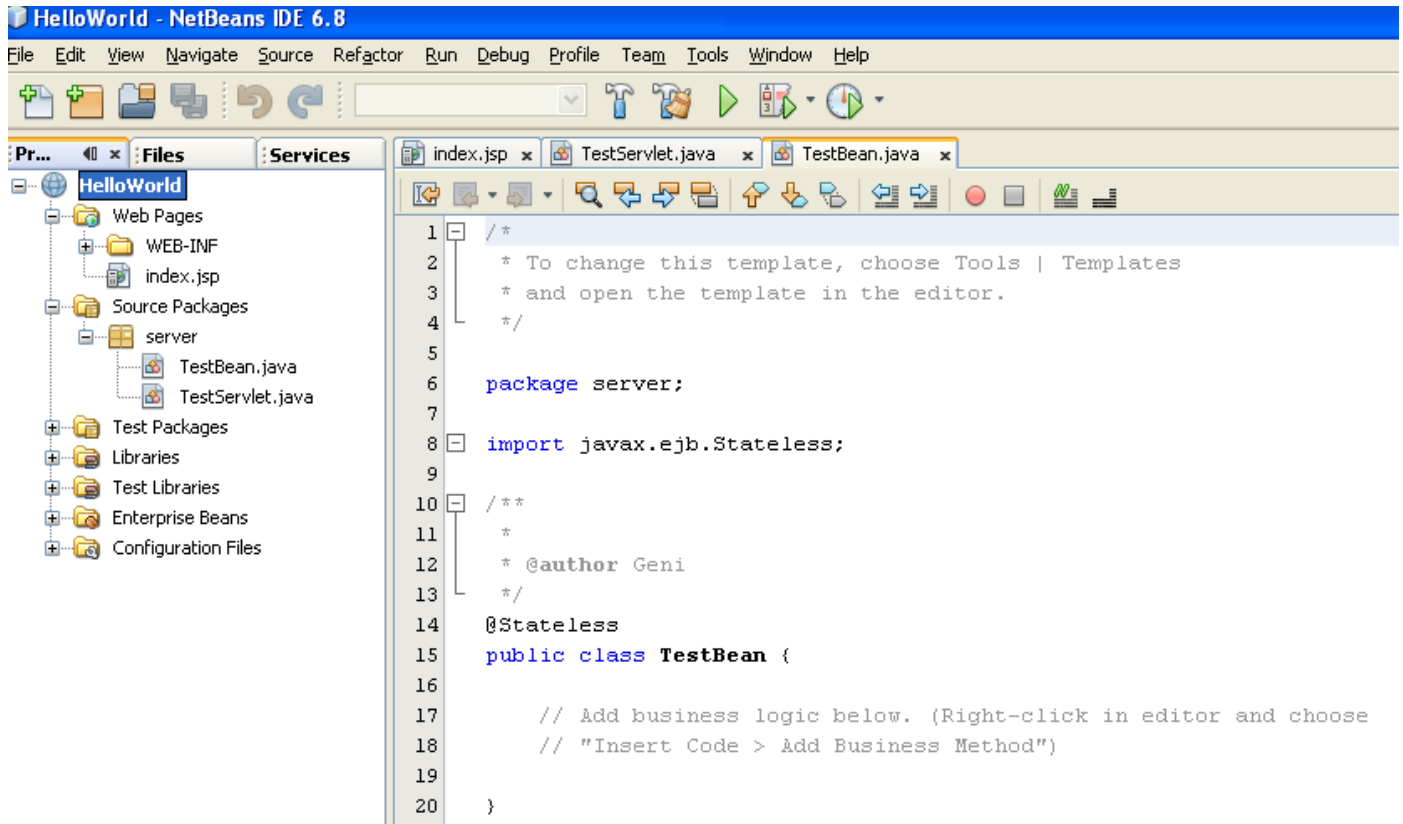 HelloWorld - NetBeans IDE 6.8
File Edit View Navigate Source Refactor Run Debug Profile Team Tools Window Help
Pr... Files Services
HelloWorld
Web Pages
WEB-INF
index.jsp
Source Packages
server
TestBean.java
TestServlet.java
Test Packages
Libraries
Test Libraries
Enterprise Beans
Configuration Files
index.jsp x TestServlet.java x TestBean.java x
1 /*
2 * To change this template, choose Tools | Templates
3 * and open the template in the editor.
4 */
5
6 package server;
7
8 import javax.ejb.Stateless;
9
10 /**
11 *
12 * @author Geni
13 */
14 @Stateless
15 public class TestBean {
16
17 // Add business logic below. (Right-click in editor and choose
18 // "Insert Code > Add Business Method")
19
20 }